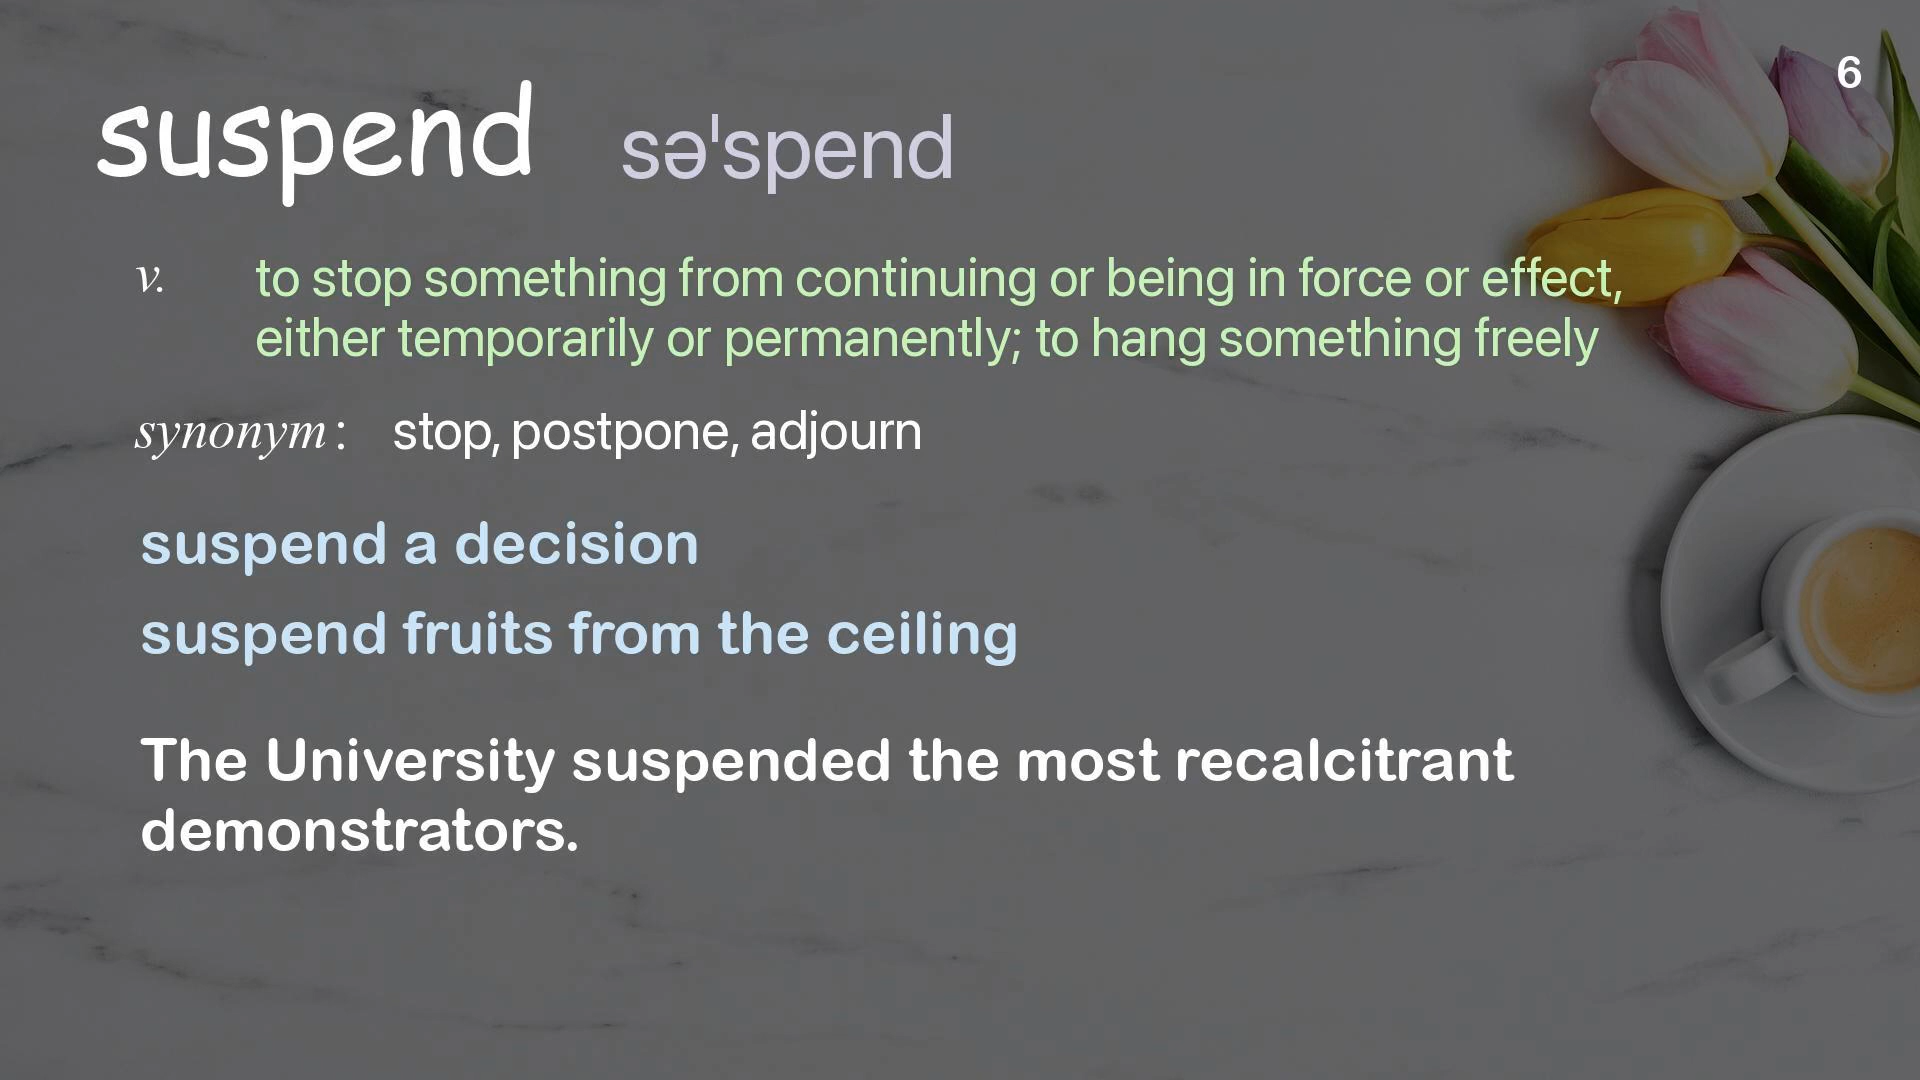 6
suspend səˈspend
v. to stop something from continuing or being in force or effect,
either temporarily or permanently; to hang something freely
synonym : stop, postpone, adjourn
suspend a decision
suspend fruits from the ceiling
The University suspended the most recalcitrant
demonstrators.